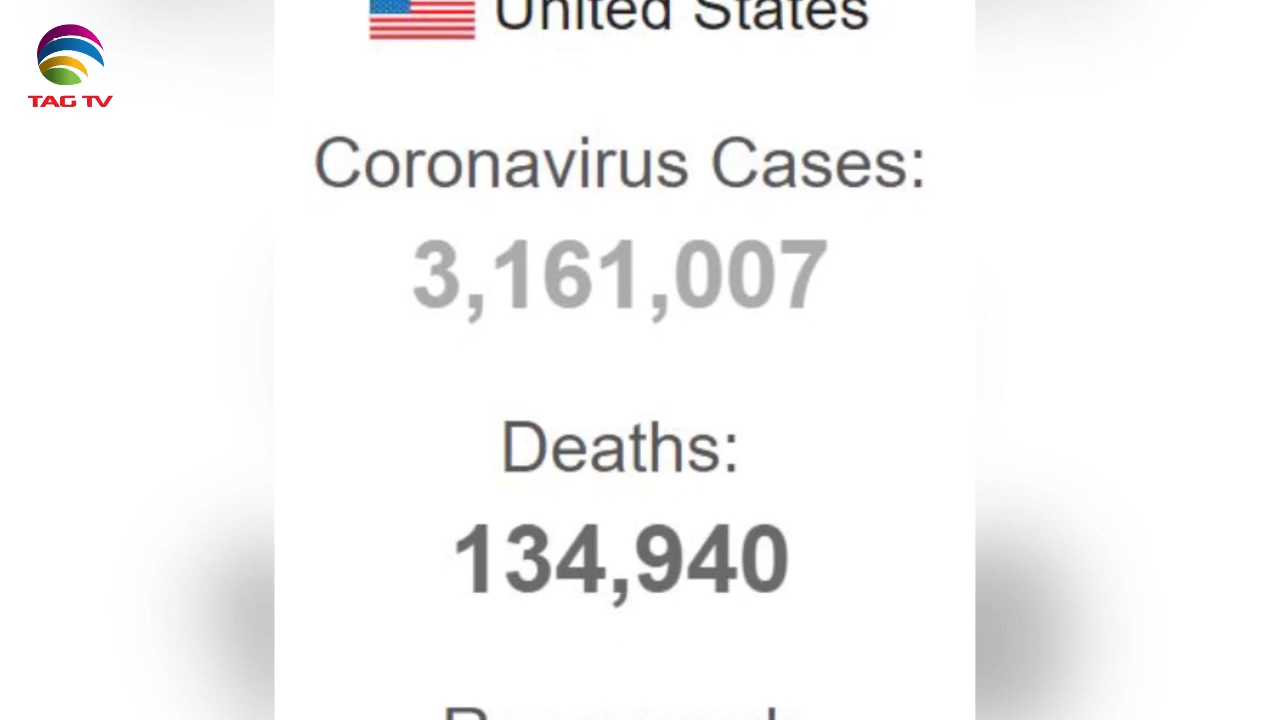 United States
TAG TV
Coronavirus Cases:
3,161,007
Deaths:
134,940